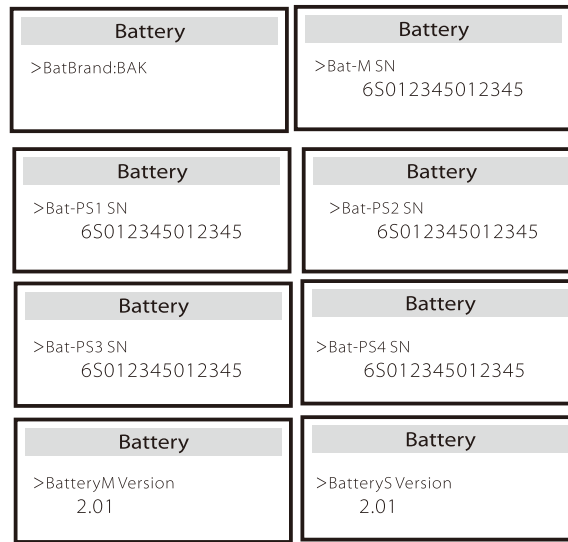 Battery
>BatBrand:BAK
Battery
>Bat-M SN
6S012345012345
Battery
>Bat-PS1 SN
6S012345012345
Battery
>Bat-PS2 SN
6S012345012345
Battery
>Bat-PS3 SN
6S012345012345
Battery
>Bat-PS4 SN
6S012345012345
Battery
>BatteryM Version
2.01
Battery
>BatteryS Version
2.01